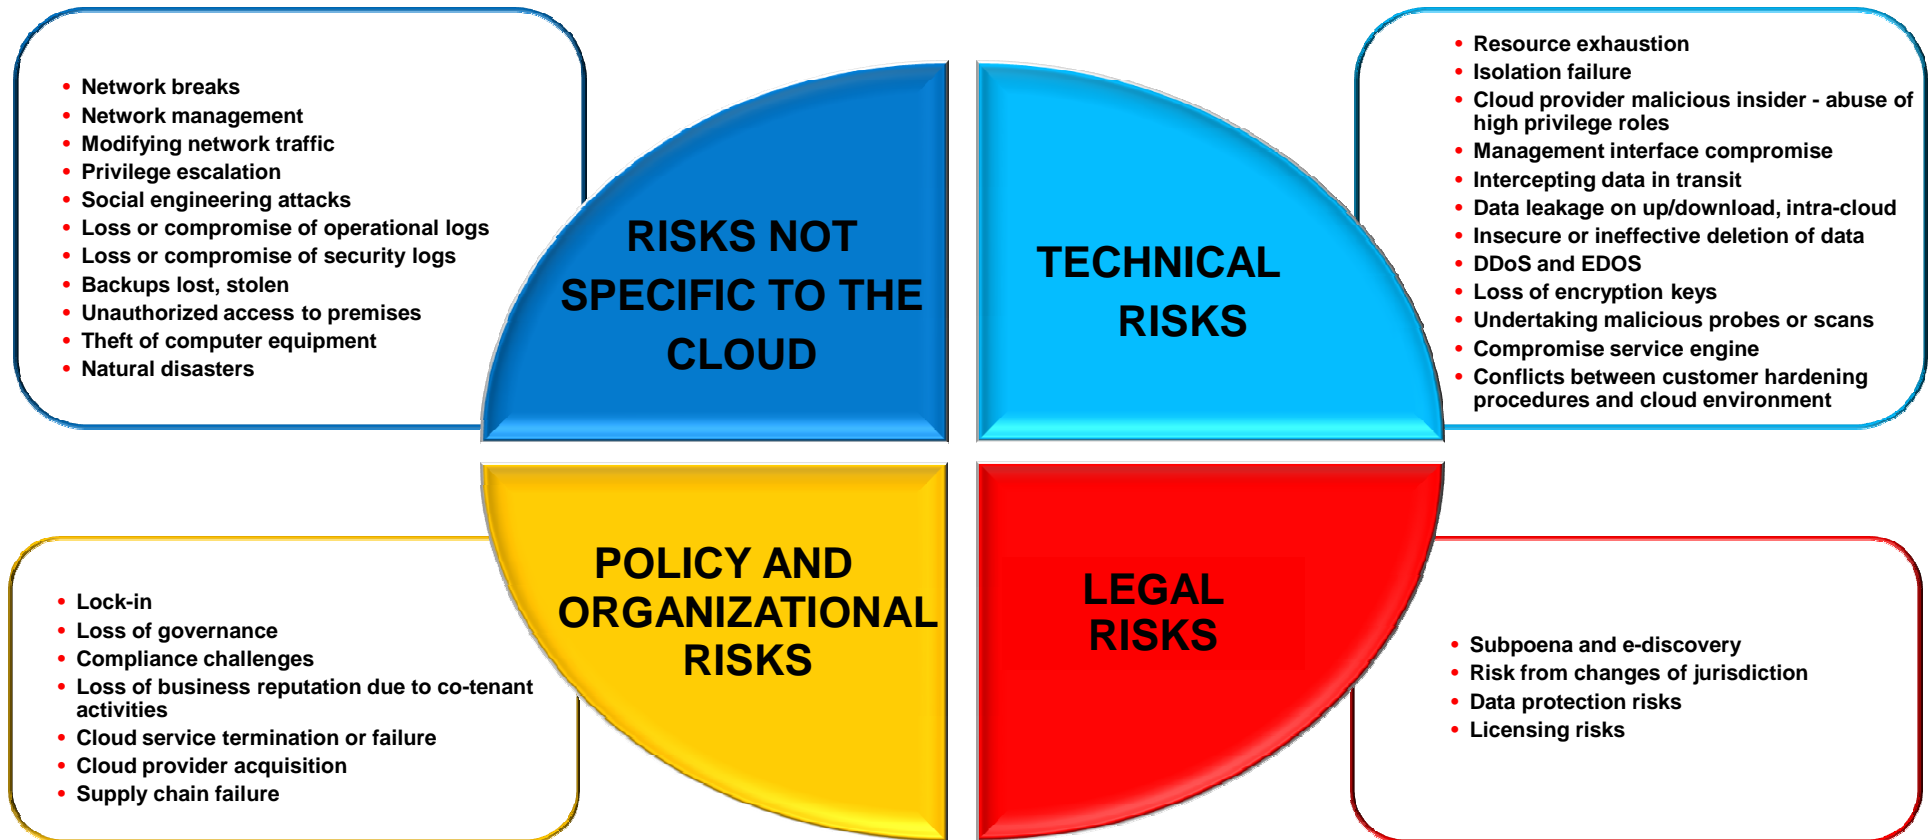 • Network breaks
• Network management
• Modifying network traffic
• Privilege escalation
• Social engineering attacks
• Loss or compromise of operational logs
• Loss or compromise of security logs
• Backups lost, stolen
• Unauthorized access to premises
• Theft of computer equipment
• Natural disasters
RISKS NOT
SPECIFIC TO THE
CLOUD
TECHNICAL
RISKS
• Resource exhaustion
• Isolation failure
• Cloud provider malicious insider - abuse of
high privilege roles
• Management interface compromise
• Intercepting data in transit
• Data leakage on up/download, intra-cloud
• Insecure or ineffective deletion of data
• DDoS and EDOS
• Loss of encryption keys
• Undertaking malicious probes or scans
• Compromise service engine
• Conflicts between customer hardening
procedures and cloud environment
• Lock-in
• Loss of governance
• Compliance challenges
• Loss of business reputation due to co-tenant
activities
• Cloud service termination or failure
• Cloud provider acquisition
• Supply chain failure
POLICY AND
ORGANIZATIONAL
RISKS
LEGAL
RISKS
• Subpoena and e-discovery
• Risk from changes of jurisdiction
• Data protection risks
• Licensing risks